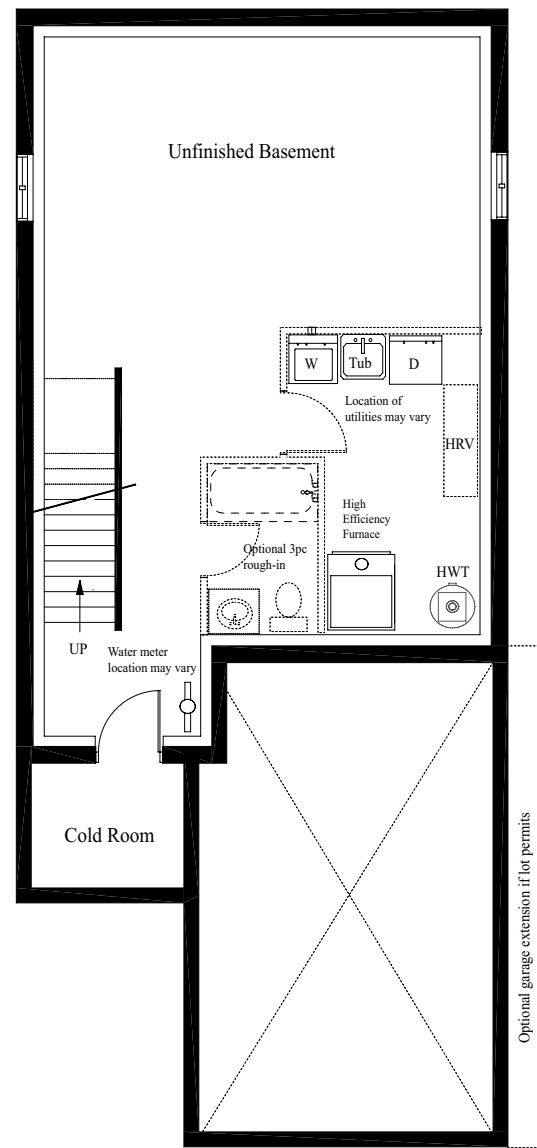 Unfinished Basement
W
Tub
D
Location of
utilities may vary
HRV
High
Efficiency
Furnace
Optional 3pc
rough-in
HWT
UP
Water meter
location may vary
Cold Room
Optional garage extension if lot permits